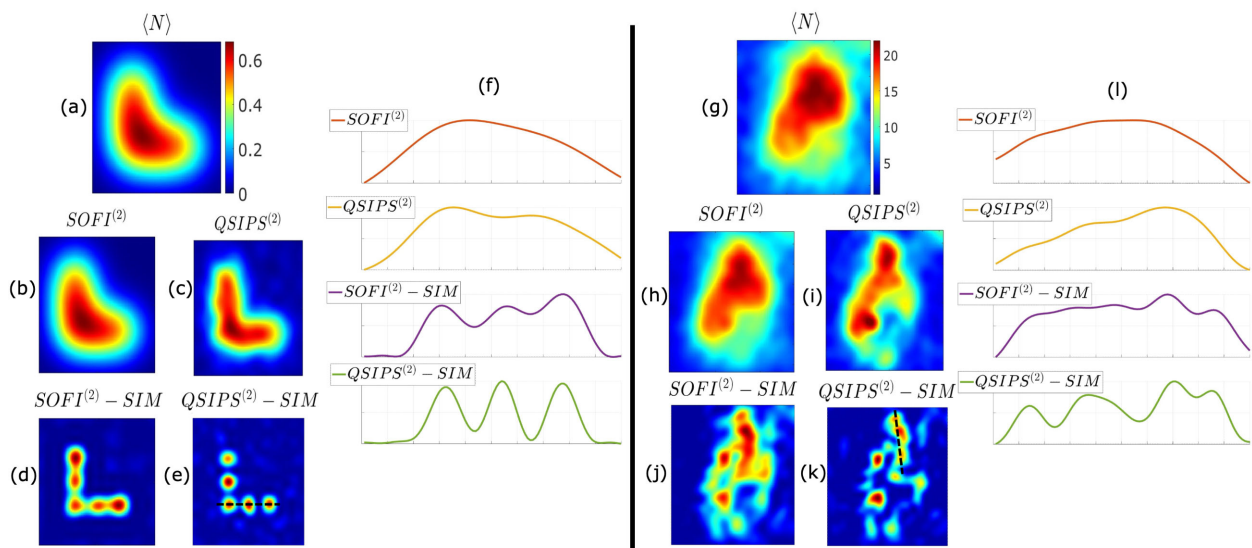 ⟨N⟩
(a)
0.6
0.4
0.2
0
SOFI⁽²⁾
QSIPS⁽²⁾
(b)
(c)
SOFI⁽²⁾ − SIM
QSIPS⁽²⁾ − SIM
(d)
(e)
(f)
SOFI⁽²⁾
QSIPS⁽²⁾
SOFI⁽²⁾ − SIM
QSIPS⁽²⁾ − SIM
⟨N⟩
(g)
20
15
10
5
SOFI⁽²⁾
QSIPS⁽²⁾
(h)
(i)
SOFI⁽²⁾ − SIM
QSIPS⁽²⁾ − SIM
(j)
(k)
(l)
SOFI⁽²⁾
QSIPS⁽²⁾
SOFI⁽²⁾ − SIM
QSIPS⁽²⁾ − SIM